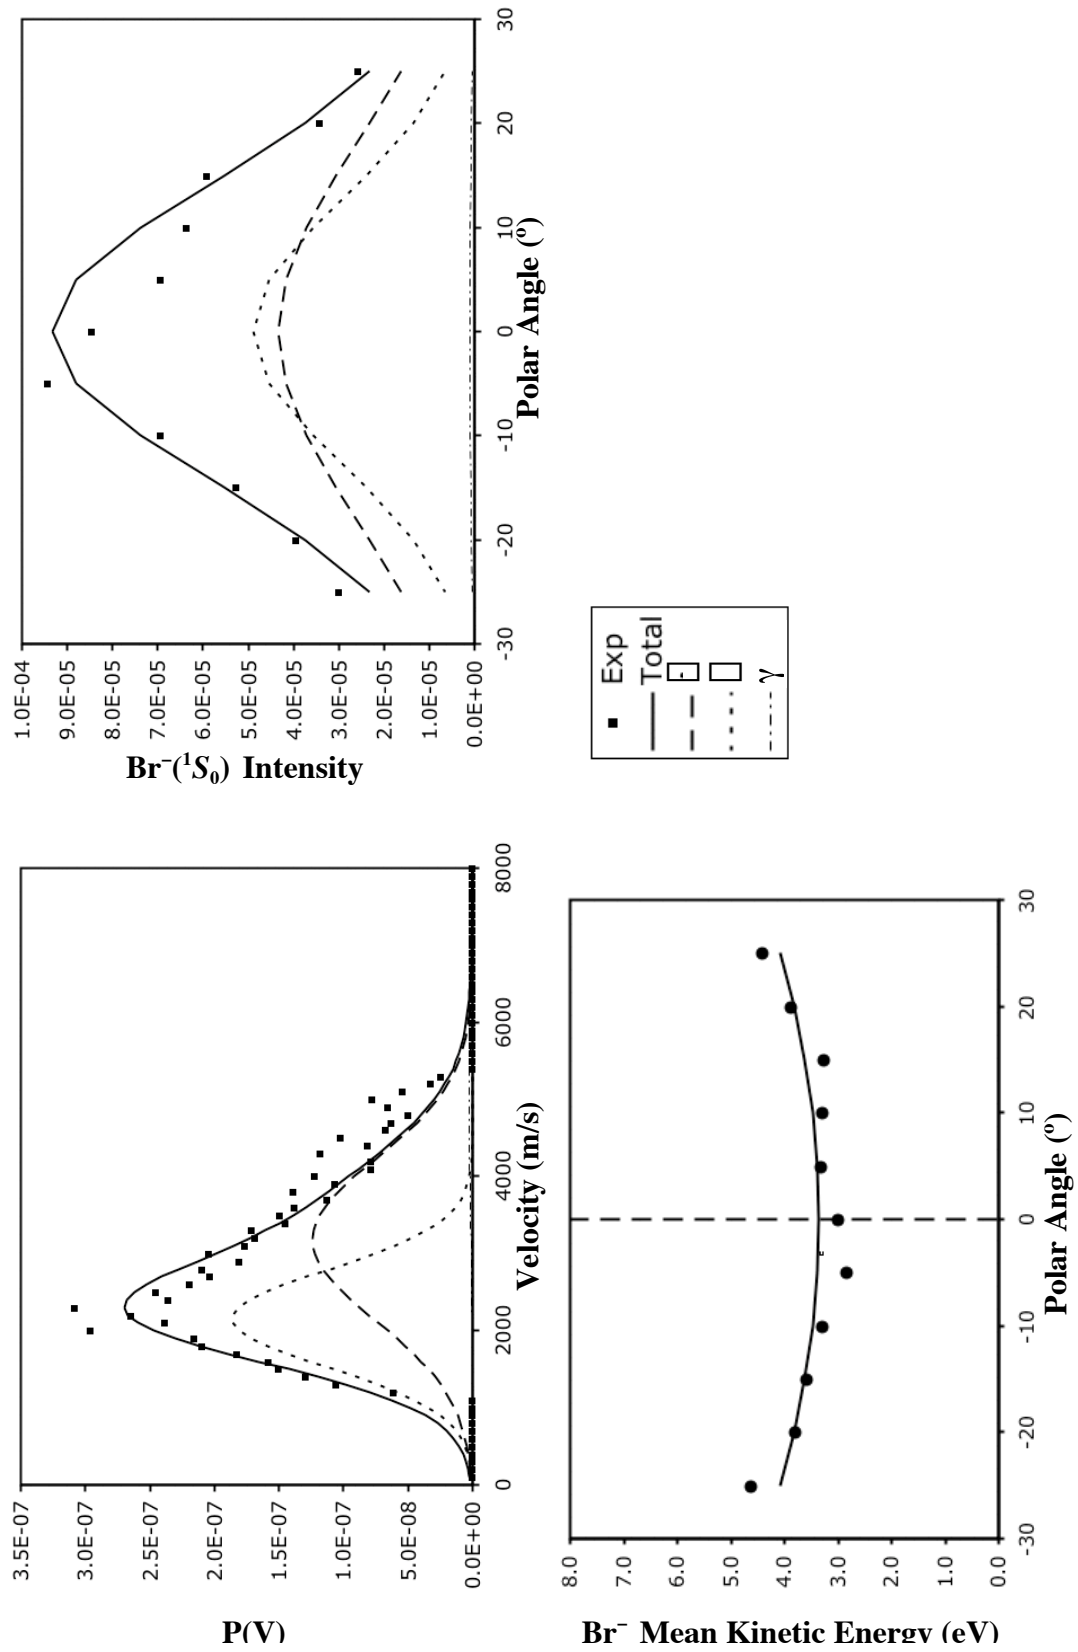 P(V)
3.5E-07
3.0E-07
2.5E-07
2.0E-07
1.5E-07
1.0E-07
5.0E-08
0.0E+00
0
2000
4000
6000
8000
Velocity (m/s)
Br⁻(¹S₀) Intensity
1.0E-04
9.0E-05
8.0E-05
7.0E-05
6.0E-05
5.0E-05
4.0E-05
3.0E-05
2.0E-05
1.0E-05
0.0E+00
-30
-20
-10
0
10
20
30
Polar Angle (º)
Br⁻ Mean Kinetic Energy (eV)
8.0
7.0
6.0
5.0
4.0
3.0
2.0
1.0
0.0
-30
-20
-10
0
10
20
30
Polar Angle (º)
Exp
Total
γ